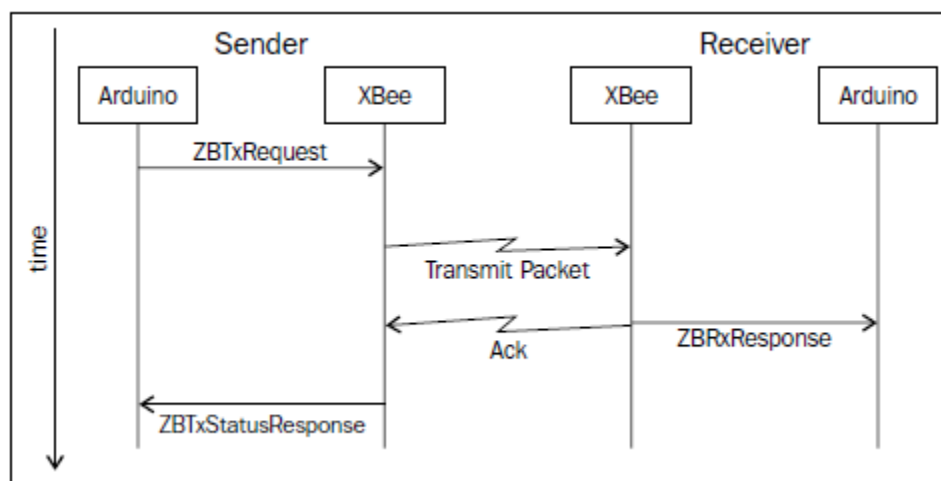 Sender
Receiver
Arduino
XBee
XBee
Arduino
ZBTxRequest
time
Transmit Packet
Ack
ZBRxResponse
ZBTxStatusResponse